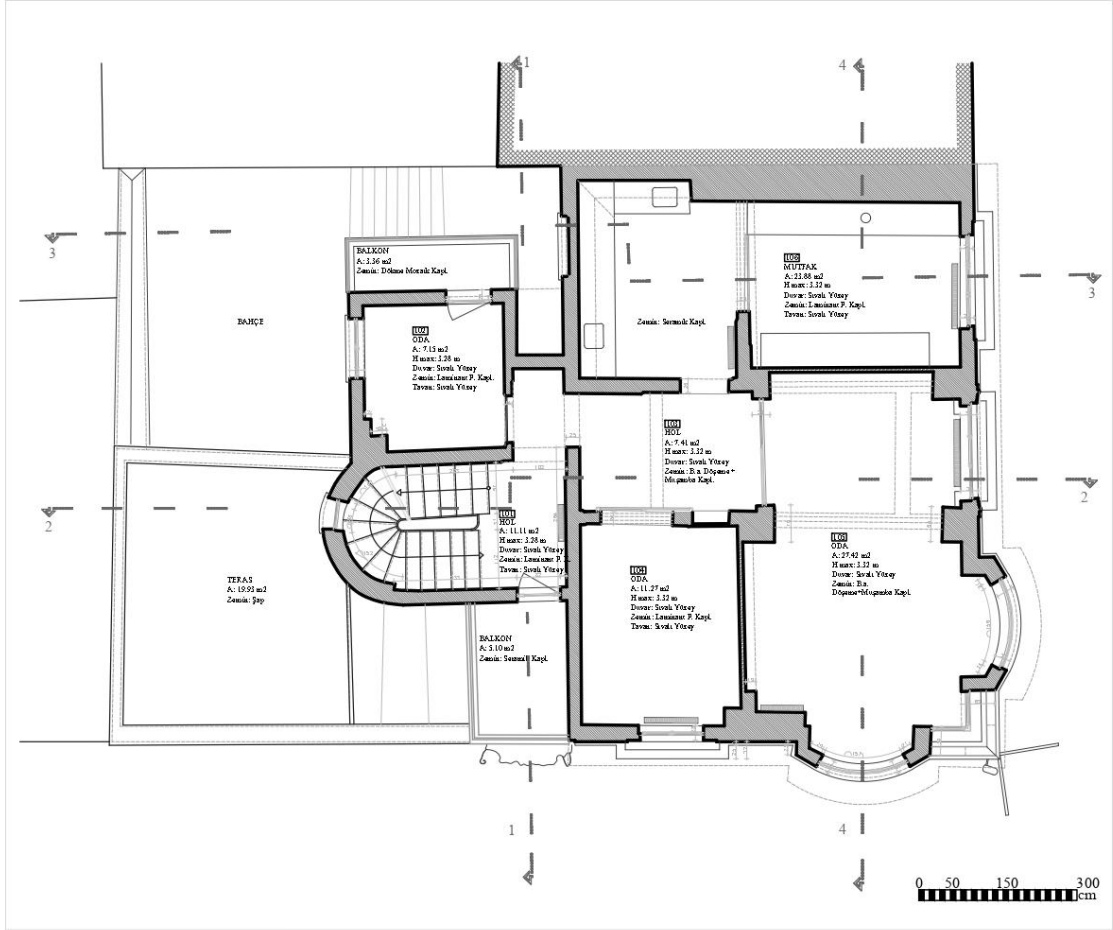 1
4
BALKON
A: 3.36 m2
Zemin: Dökme Mozaik Kapl.
3
BAHÇE
106
MUTFAK
A: 23.88 m2
H max: 3.32 m
Duvar: Sıvalı Yüzey
Zemin: Laminant P. Kapl.
Tavan: Sıvalı Yüzey
3
Zemin: Seramik Kapl.
102
ODA
A: 7.15 m2
H max: 3.28 m
Duvar: Sıvalı Yüzey
Zemin: Laminant P. Kapl.
Tavan: Sıvalı Yüzey
103
HOL
A: 7.41 m2
H max: 3.32 m
Duvar: Sıvalı Yüzey
Zemin: B.a. Döşeme+
Muşamba Kapl.
2
2
101
HOL
A: 11.11 m2
H max: 3.28 m
Duvar: Sıvalı Yüzey
Zemin: Laminant P.
Tavan: Sıvalı Yüzey
ODA
A: 27.42 m2
H max: 3.32 m
Duvar: Sıvalı Yüzey
Zemin: B.a.
Döşeme+Muşamba Kapl.
104
ODA
A: 11.27 m2
H max: 3.32 m
Duvar: Sıvalı Yüzey
Zemin: Laminant P. Kapl.
Tavan: Sıvalı Yüzey
TERAS
A: 19.93 m2
Zemin: Şap
BALKON
A: 5.10 m2
Zemin: Seramik Kapl.
1
4
0 50 150 300
cm